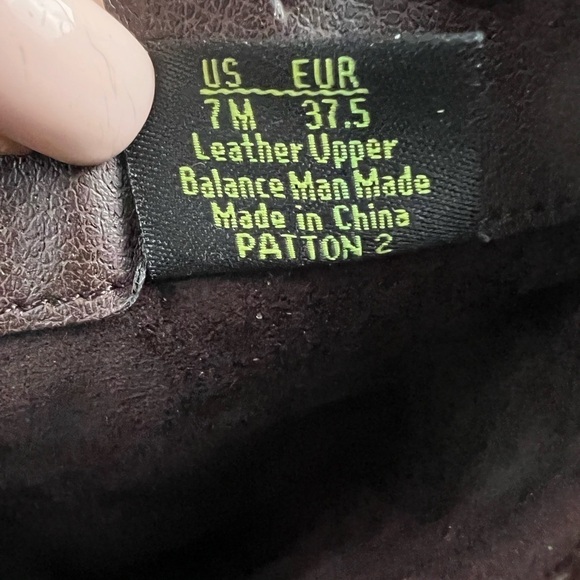 US EUR
7M 37.5
Leather Upper
Balance Man Made
Made in China
PATTON 2